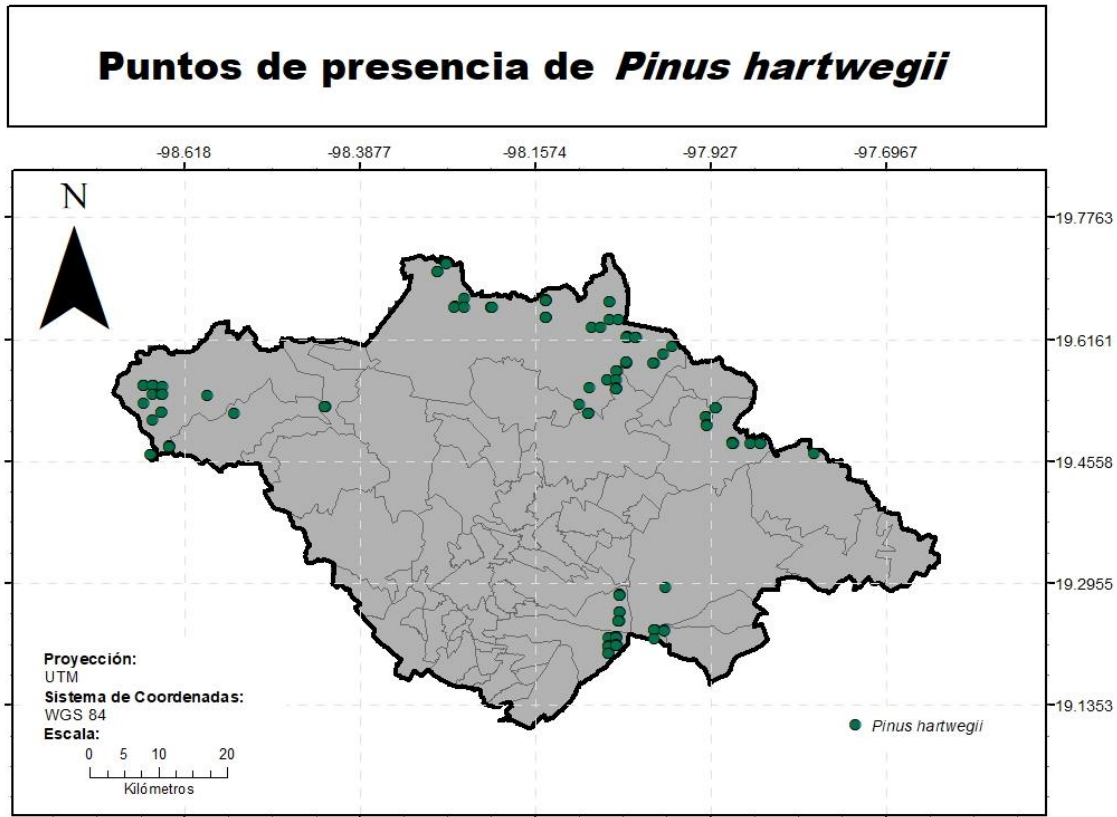 Puntos de presencia de Pinus hartwegii
-98.618 -98.3877 -98.1574 -97.927 -97.6967
N
19.7763
19.6161
19.4558
19.2955
19.1353
Proyección:
UTM
Sistema de Coordenadas:
WGS 84
Escala:
0 5 10 20
Kilómetros
Pinus hartwegii